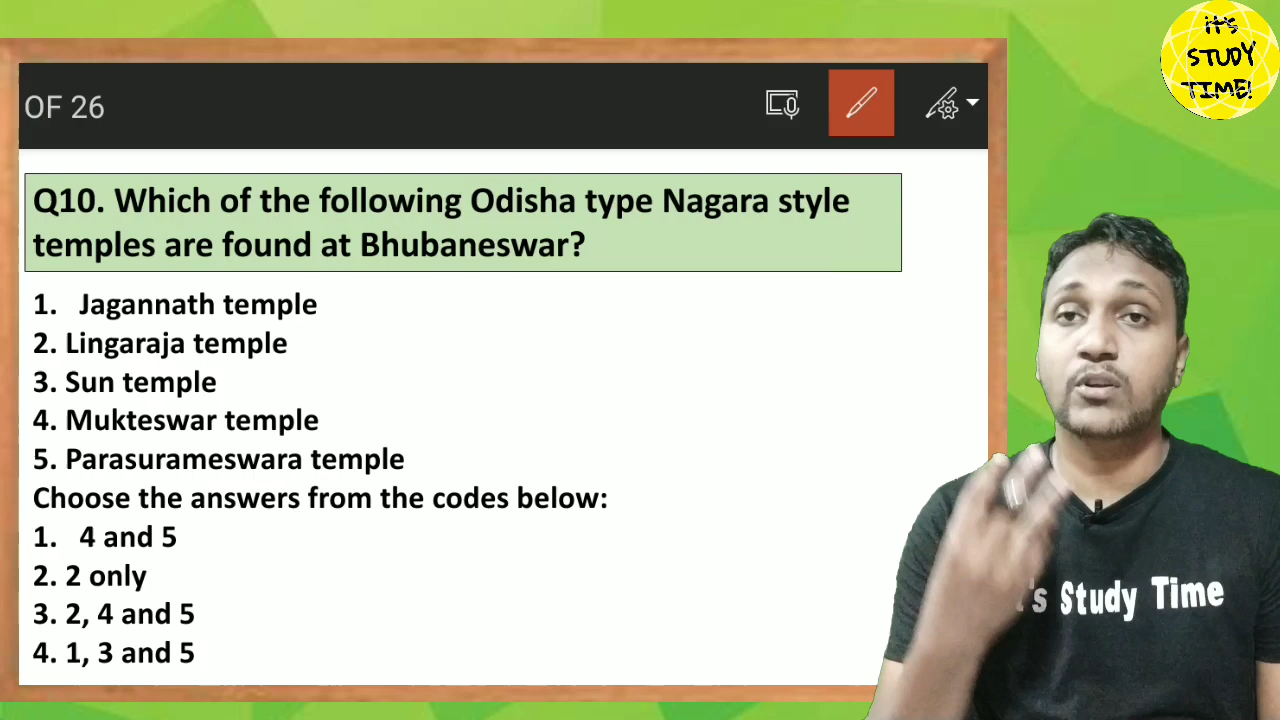 IT'S
STUDY
TIME!
OF 26
Q10. Which of the following Odisha type Nagara style
temples are found at Bhubaneswar?
1. Jagannath temple
2. Lingaraja temple
3. Sun temple
4. Mukteswar temple
5. Parasurameswara temple
Choose the answers from the codes below:
1. 4 and 5
2. 2 only
3. 2, 4 and 5
4. 1, 3 and 5
's Study Time